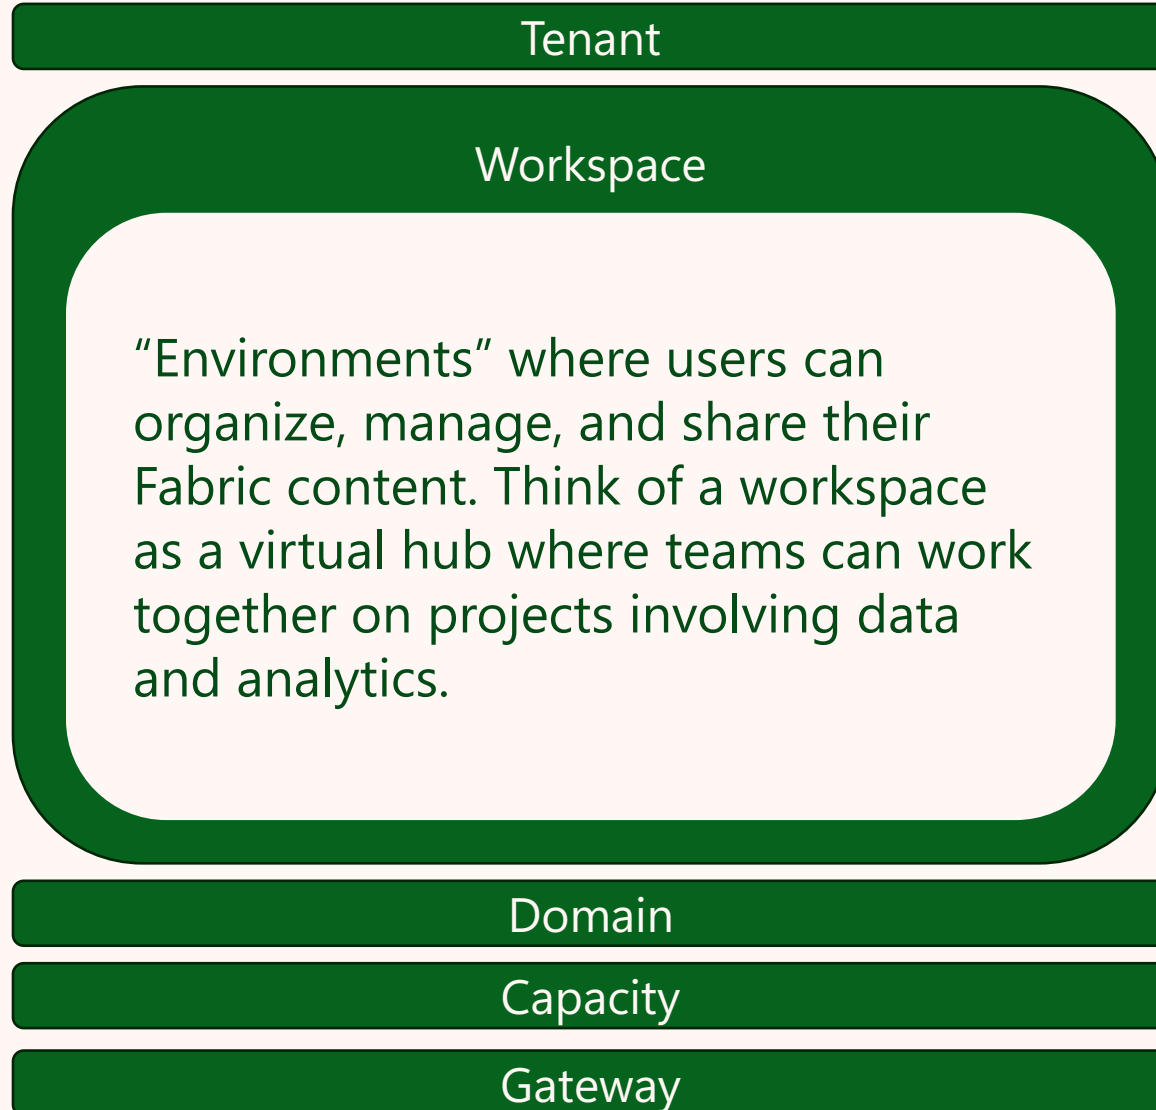 Tenant
Workspace
“Environments” where users can
organize, manage, and share their
Fabric content. Think of a workspace
as a virtual hub where teams can work
together on projects involving data
and analytics.
Domain
Capacity
Gateway